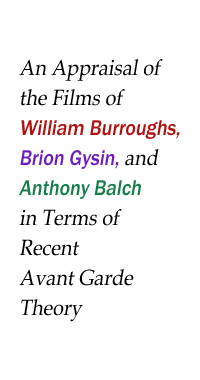 An Appraisal of
the Films of
William Burroughs,
Brion Gysin, and
Anthony Balch
in Terms of
Recent
Avant Garde
Theory